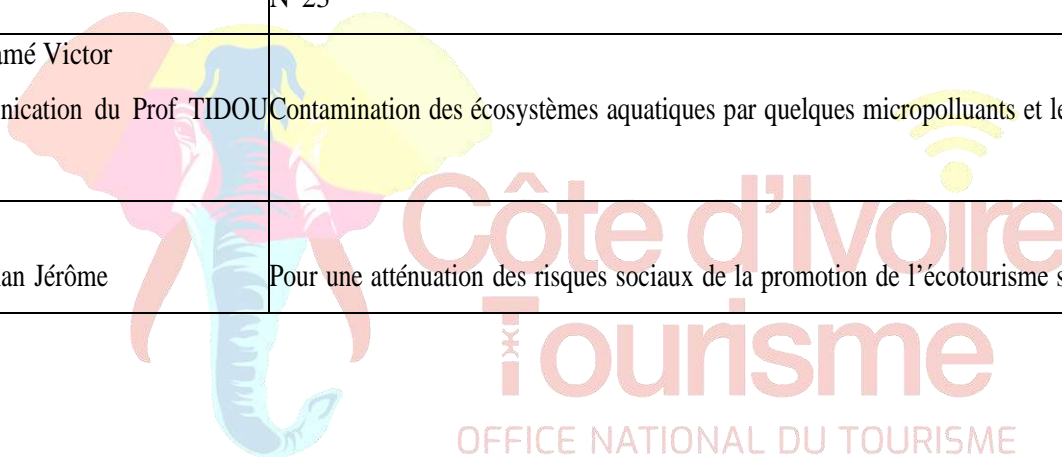 N°23
amé Victor
nication du Prof TIDOU Contamination des écosystèmes aquatiques par quelques micropolluants et le
an Jérôme Pour une atténuation des risques sociaux de la promotion de l’écotourisme s
Côte d'Ivoire
Tourisme
OFFICE NATIONAL DU TOURISME